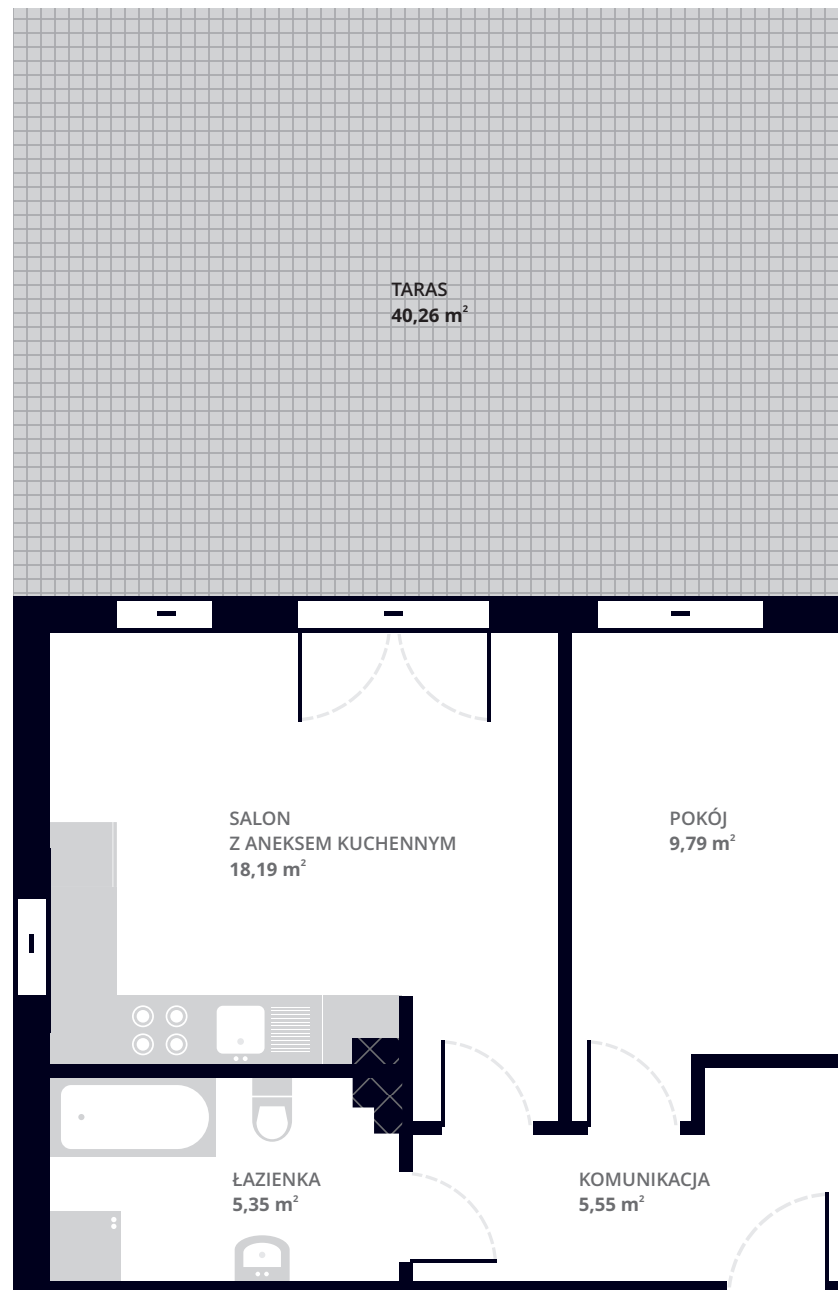 TARAS
40,26 m²
SALON
Z ANEKSEM KUCHENNYM
18,19 m²
POKÓJ
9,79 m²
ŁAZIENKA
5,35 m²
KOMUNIKACJA
5,55 m²